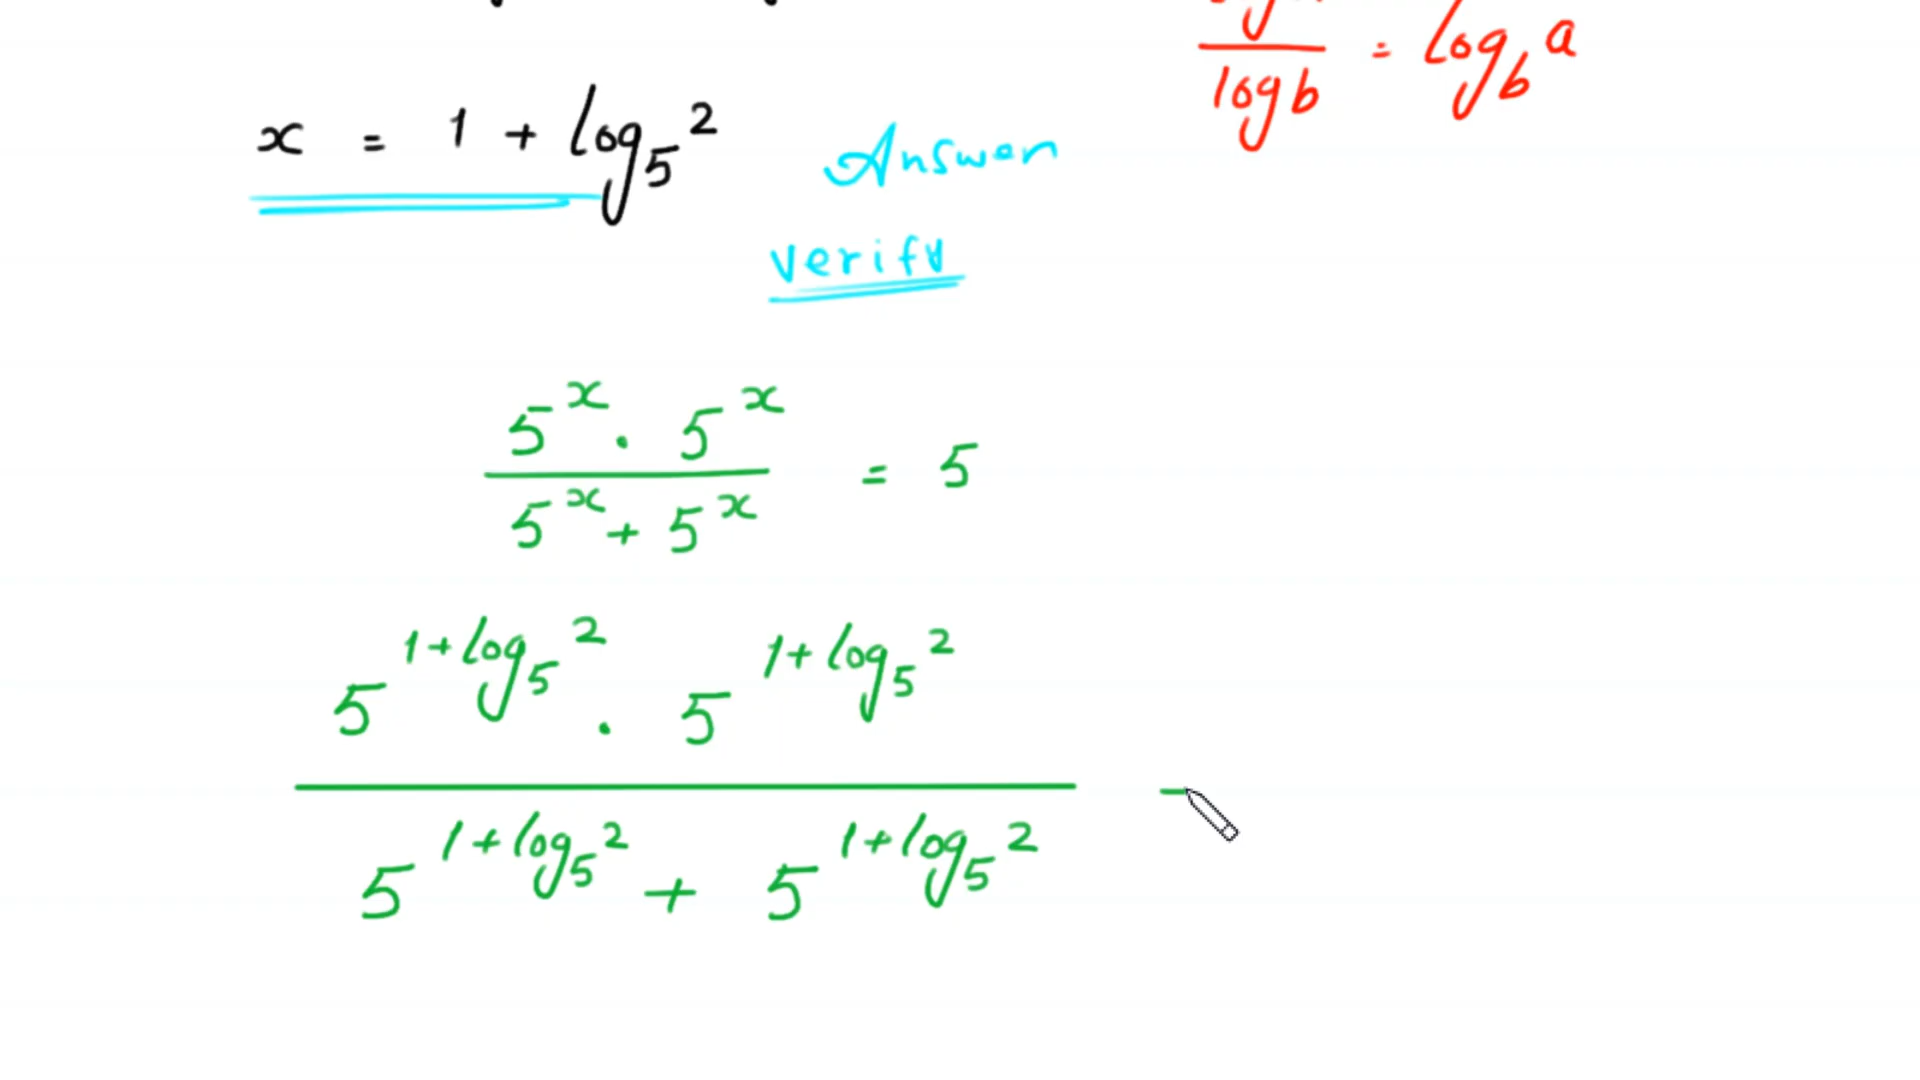 log b = log_b a
x = 1 + log_5 2
Answer
verify
5^x · 5^x
5^x + 5^x = 5
5^(1+log_5 2) · 5^(1+log_5 2)
5^(1+log_5 2) + 5^(1+log_5 2)